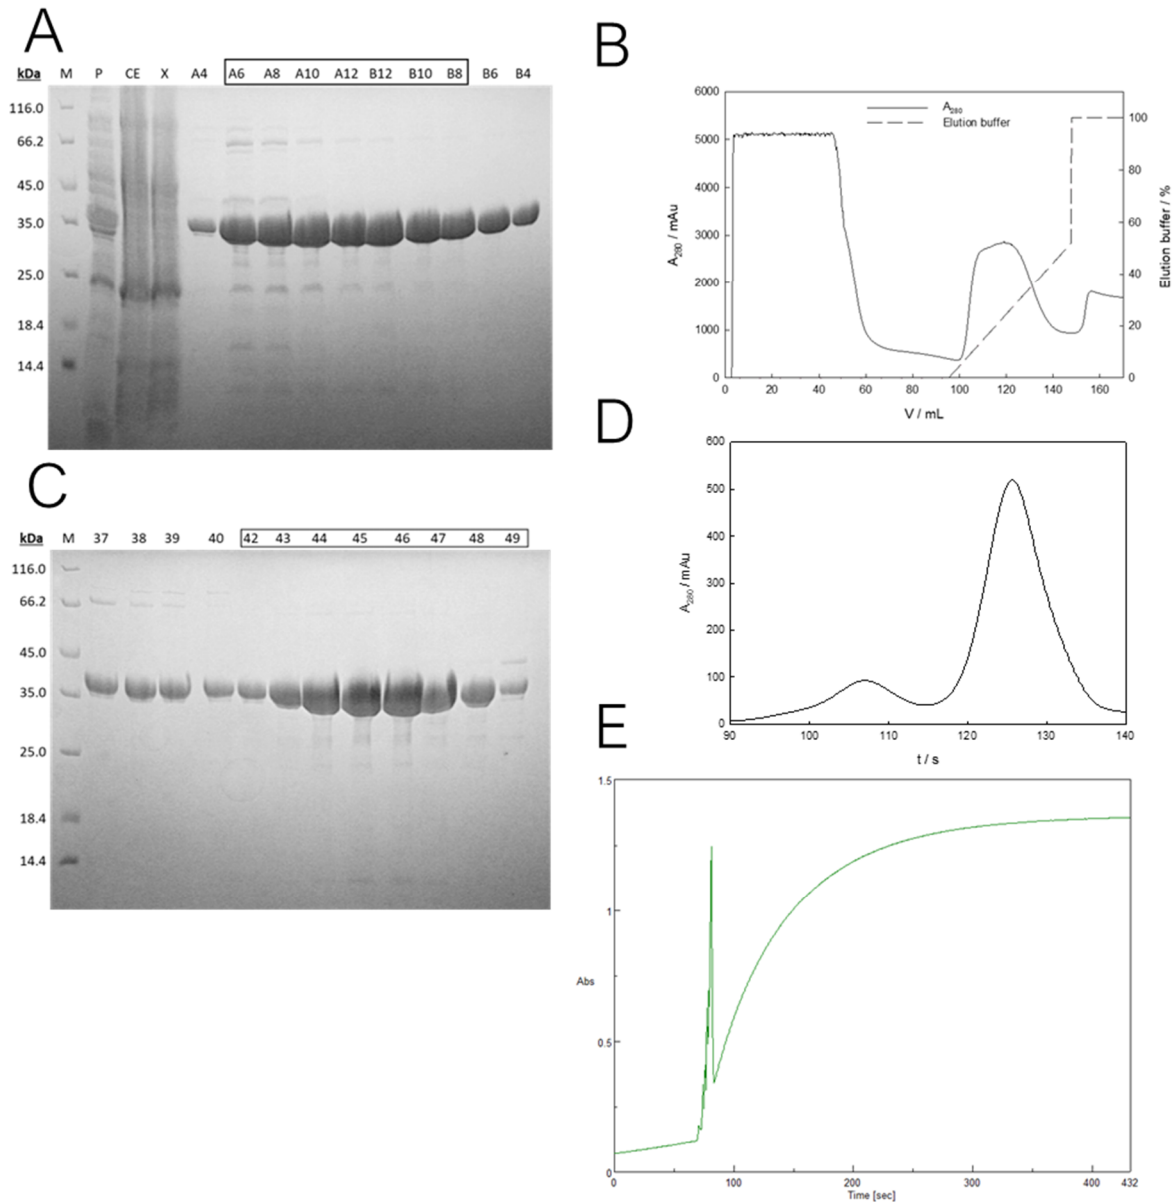 A
kDa M P CE X A4 A6 A8 A10 A12 B12 B10 B8 B6 B4
116.0
66.2
45.0
35.0
25.0
18.4
14.4
B
A280
Elution buffer
6000
5000
4000
3000
2000
1000
0
A280 / mAu
100
80
60
40
20
0
Elution buffer / %
0 20 40 60 80 100 120 140 160
V / mL
C
kDa M 37 38 39 40 42 43 44 45 46 47 48 49
116.0
66.2
45.0
35.0
25.0
18.4
14.4
D
600
500
400
300
200
100
0
A280 / mAu
90 100 110 120 130 140
t / s
E
1.5
1
Abs
0.5
0
0 100 200 300 400 432
Time [sec]